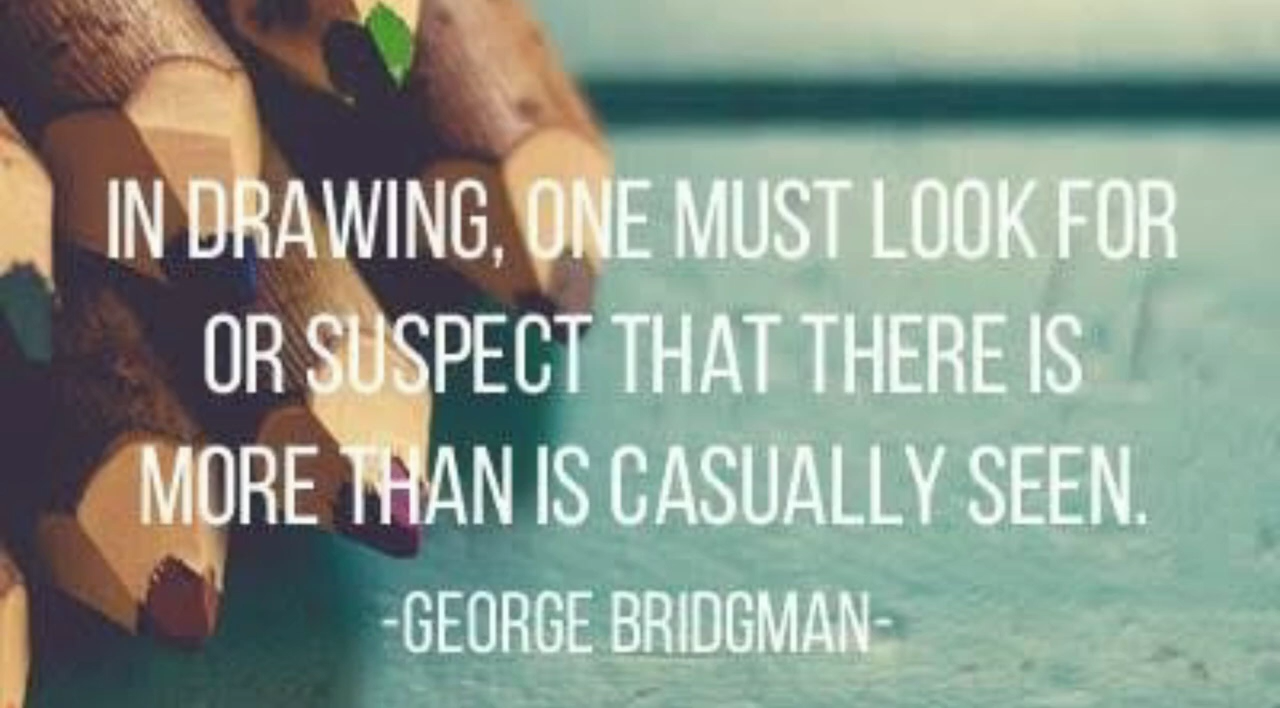 IN DRAWING, ONE MUST LOOK FOR
OR SUSPECT THAT THERE IS
MORE THAN IS CASUALLY SEEN.
-GEORGE BRIDGMAN-